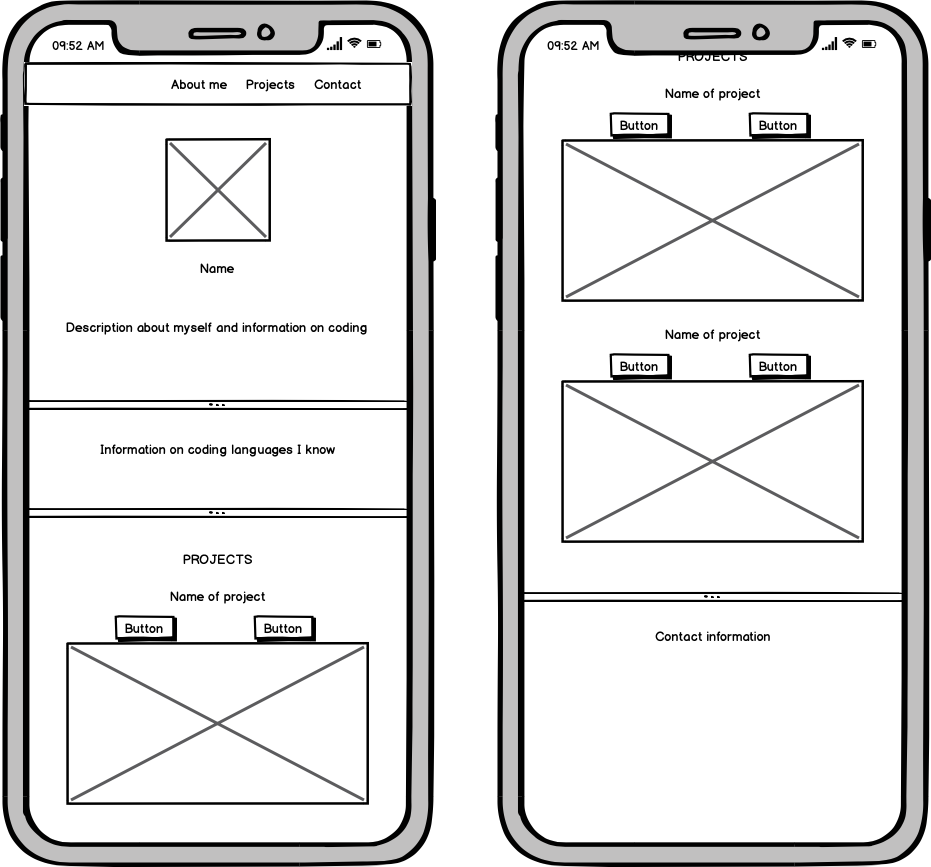 09:52 AM
About me Projects Contact
Name
Description about myself and information on coding
Information on coding languages I know
PROJECTS
Name of project
Button Button
09:52 AM
PROJECTS
Name of project
Button Button
Name of project
Button Button
Contact information